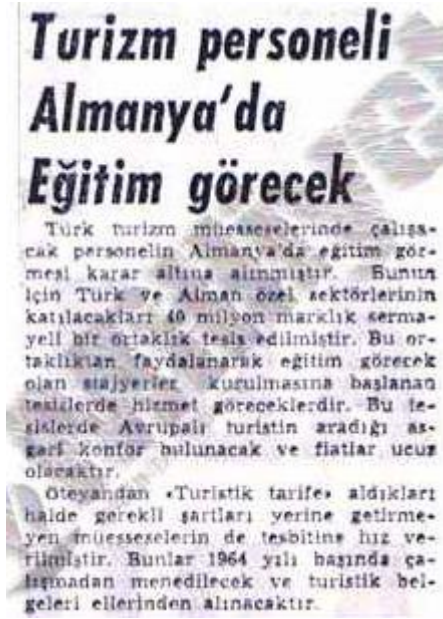 Turizm personeli
Almanya'da
Eğitim görecek
Türk turizm müesseselerinde çalışa-
cak personelin Almanya'da eğitim gör-
mesi karar altına alınmıştır. Bunun
için Türk ve Alman özel sektörlerinin
katılacakları 40 milyon marklık serma-
yeli bir ortaklık tesis edilmiştir. Bu or-
taklıktan faydalanarak eğitim görecek
olan stajyerler kurulmasına başlanan
tesislerde hizmet göreceklerdir. Bu te-
sislerde Avrupalı turistin aradığı as-
gari konfor bulunacak ve fiatlar ucuz
olacaktır.
Öteyandan «Turistik tarife» aldıkları
halde gerekli şartları yerine getirme-
yen müesseselerin de tesbitine hız ve-
rilmiştir. Bunlar 1964 yılı başında ça-
lışmadan menedilecek ve turistik bel-
geleri ellerinden alınacaktır.